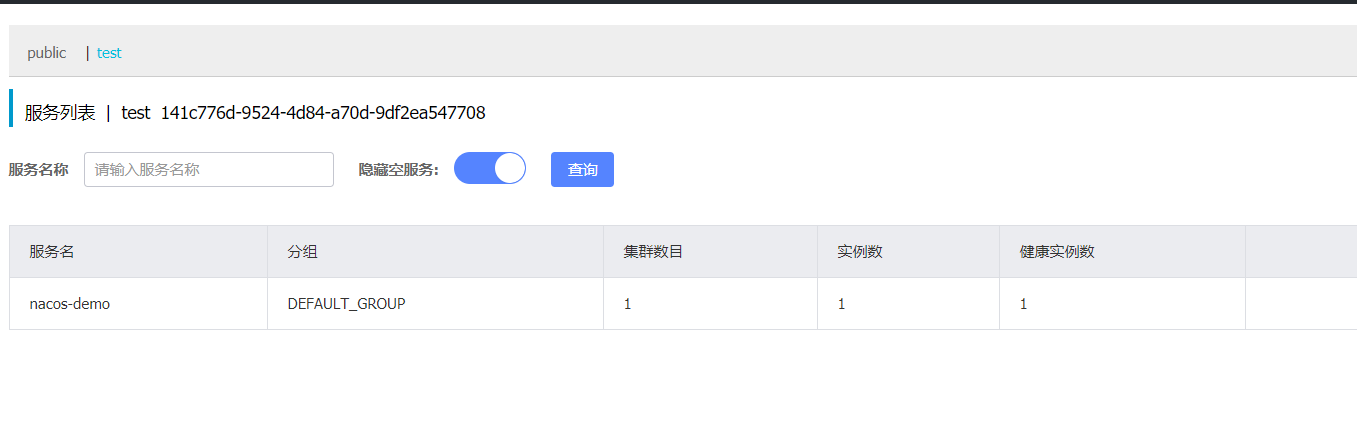 public | test
服务列表 | test 141c776d-9524-4d84-a70d-9df2ea547708
服务名称 请输入服务名称 隐藏空服务: 查询
服务名 分组 集群数目 实例数 健康实例数
nacos-demo DEFAULT_GROUP 1 1 1